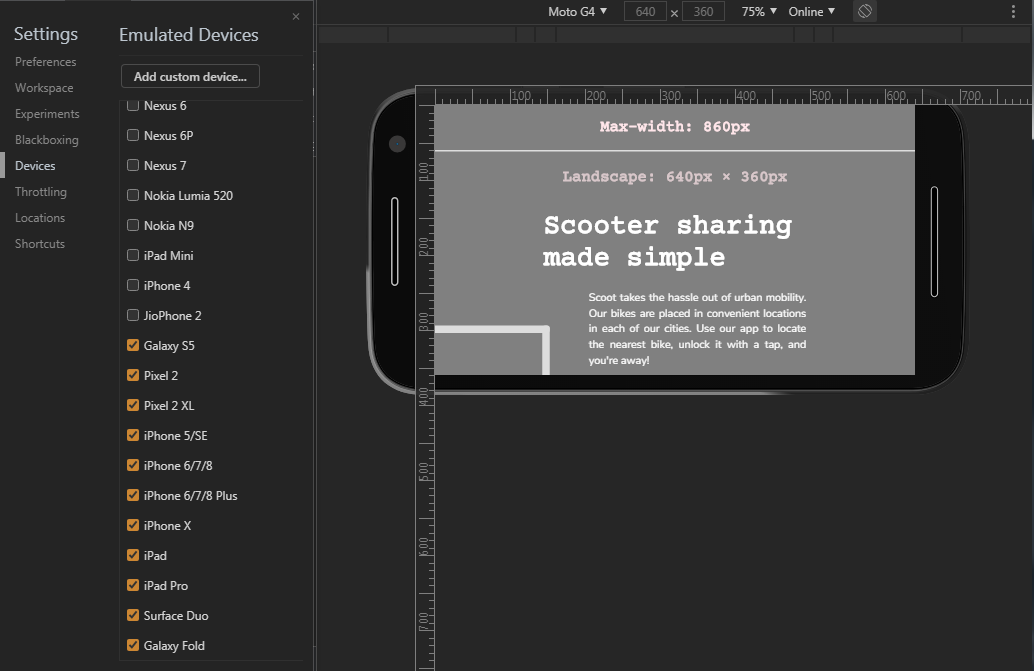 Settings
Preferences
Workspace
Experiments
Blackboxing
Devices
Throttling
Locations
Shortcuts
×
Emulated Devices
Add custom device...
Nexus 6
Nexus 6P
Nexus 7
Nokia Lumia 520
Nokia N9
iPad Mini
iPhone 4
JioPhone 2
Galaxy S5
Pixel 2
Pixel 2 XL
iPhone 5/SE
iPhone 6/7/8
iPhone 6/7/8 Plus
iPhone X
iPad
iPad Pro
Surface Duo
Galaxy Fold
Moto G4 ▼ 640 × 360 75% ▼ Online ▼
100 200 300 400 500 600 700
100
200
300
400
500
600
700
Max-width: 860px
Landscape: 640px × 360px
Scooter sharing
made simple
Scoot takes the hassle out of urban mobility.
Our bikes are placed in convenient locations
in each of our cities. Use our app to locate
the nearest bike, unlock it with a tap, and
you're away!